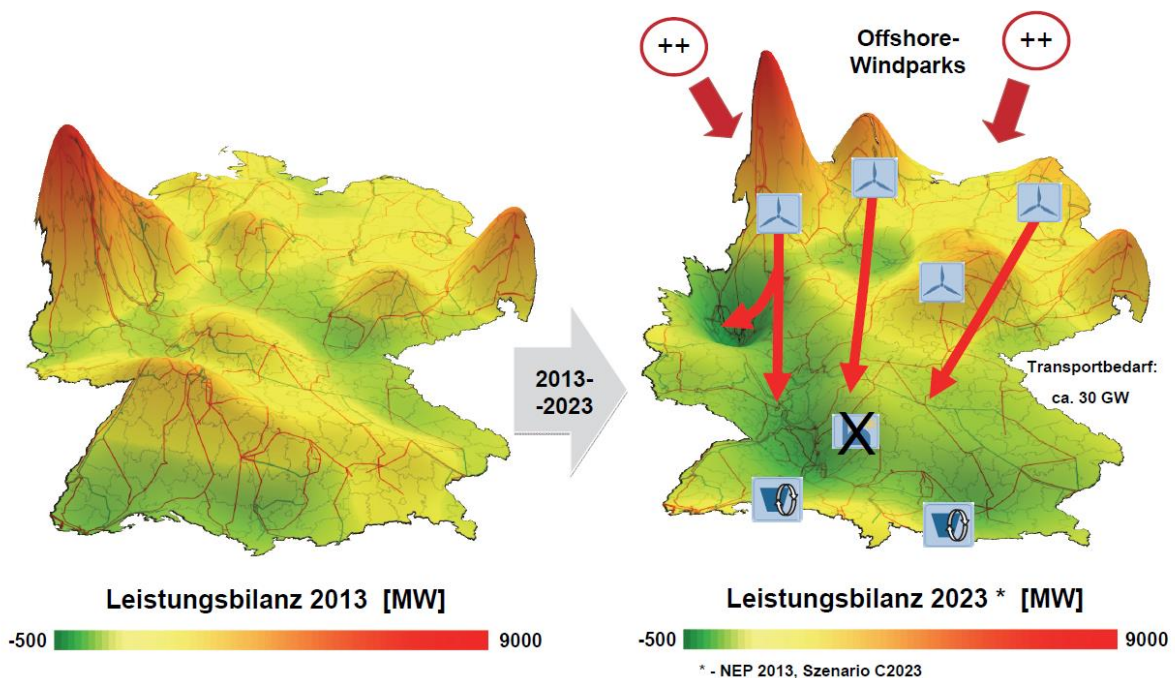 ++
Offshore-
Windparks
++
2013-
-2023
Transportbedarf:
ca. 30 GW
X
Leistungsbilanz 2013 [MW]
-500
9000
Leistungsbilanz 2023 * [MW]
-500
9000
* - NEP 2013, Szenario C2023